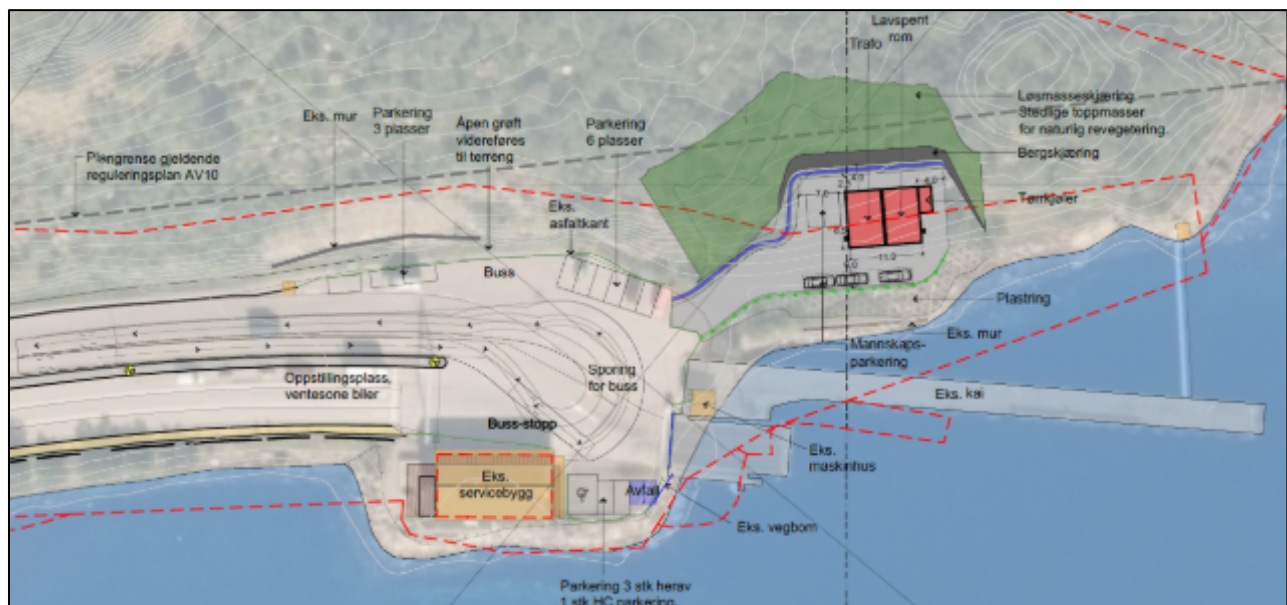 Lavspent
rom
Trafo
Løsmasseskjæring
Stedlige toppmasser
for naturlig revegetering.
Bergskjæring
Eks. mur
Parkering
3 plasser
Åpen grøft
videreføres
til terreng
Parkering
6 plasser
Plangrense gjeldende
reguleringsplan AV10
Tørrkjøler
Eks.
asfaltkant
Buss
11,0
Plastring
Eks. mur
Mannskaps-
parkering
Sporing
for buss
Oppstillingsplass,
ventesone biler
Eks. kai
Buss-stopp
Eks.
maskinhus
Eks.
servicebygg
Avfall
Eks. vegbom
Parkering 3 stk herav
1 stk HC parkering